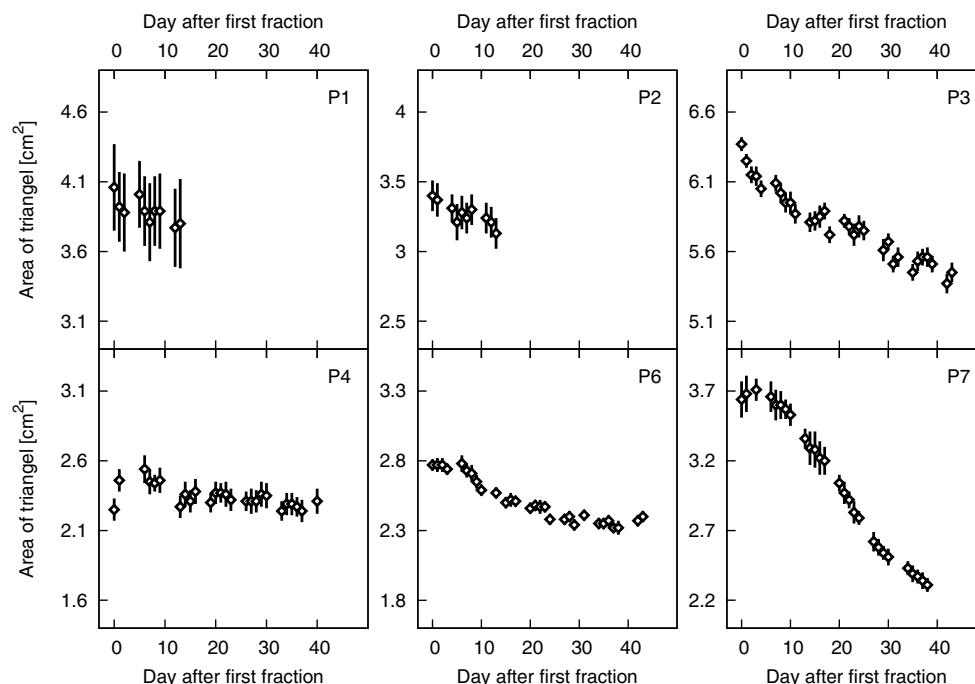 Day after first fraction Day after first fraction Day after first fraction
0 10 20 30 40 0 10 20 30 40 0 10 20 30 40
P1 P2 P3
4.6 4 6.6
4.1 3.5 6.1
3.6 3 5.6
3.1 2.5 5.1
Area of triangel [cm²]
P4 P6 P7
3.1 3.3 3.7
2.6 2.8 3.2
2.1 2.3 2.7
1.6 1.8 2.2
Area of triangel [cm²]
0 10 20 30 40 0 10 20 30 40 0 10 20 30 40
Day after first fraction Day after first fraction Day after first fraction